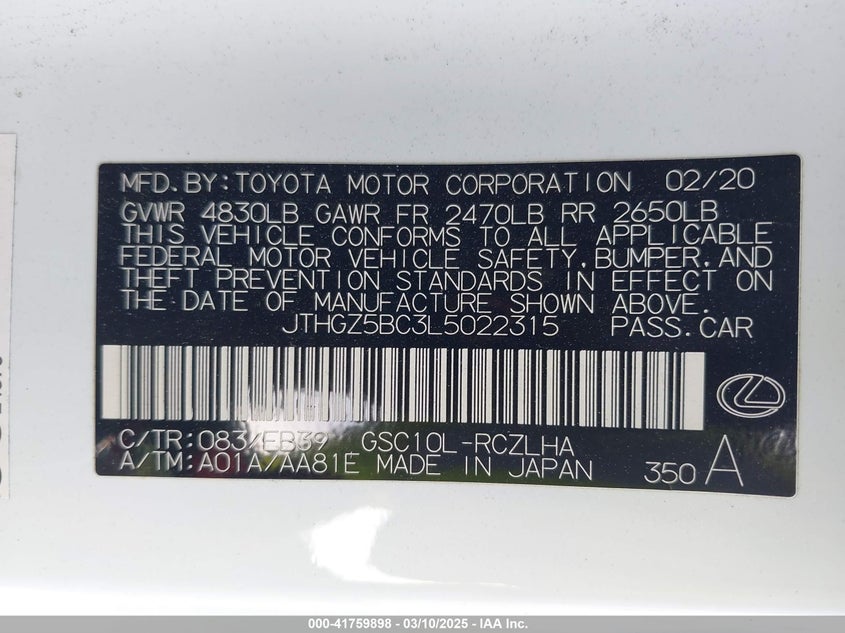 MFD.BY:TOYOTA MOTOR CORPORATION 02/20
GVWR 4830LB GAWR FR 2470LB RR 2650LB
THIS VEHICLE CONFORMS TO ALL APPLICABLE
FEDERAL MOTOR VEHICLE SAFETY,BUMPER,AND
THEFT PREVENTION STANDARDS IN EFFECT ON
THE DATE OF MANUFACTURE SHOWN ABOVE.
JTHGZ5BC3L5022315 PASS.CAR
C/TR:083/EB39 GSC10L-RCZLHA
A/TM:A01A/AA81E MADE IN JAPAN 350 A
000-41759898 - 03/10/2025 - IAA Inc.